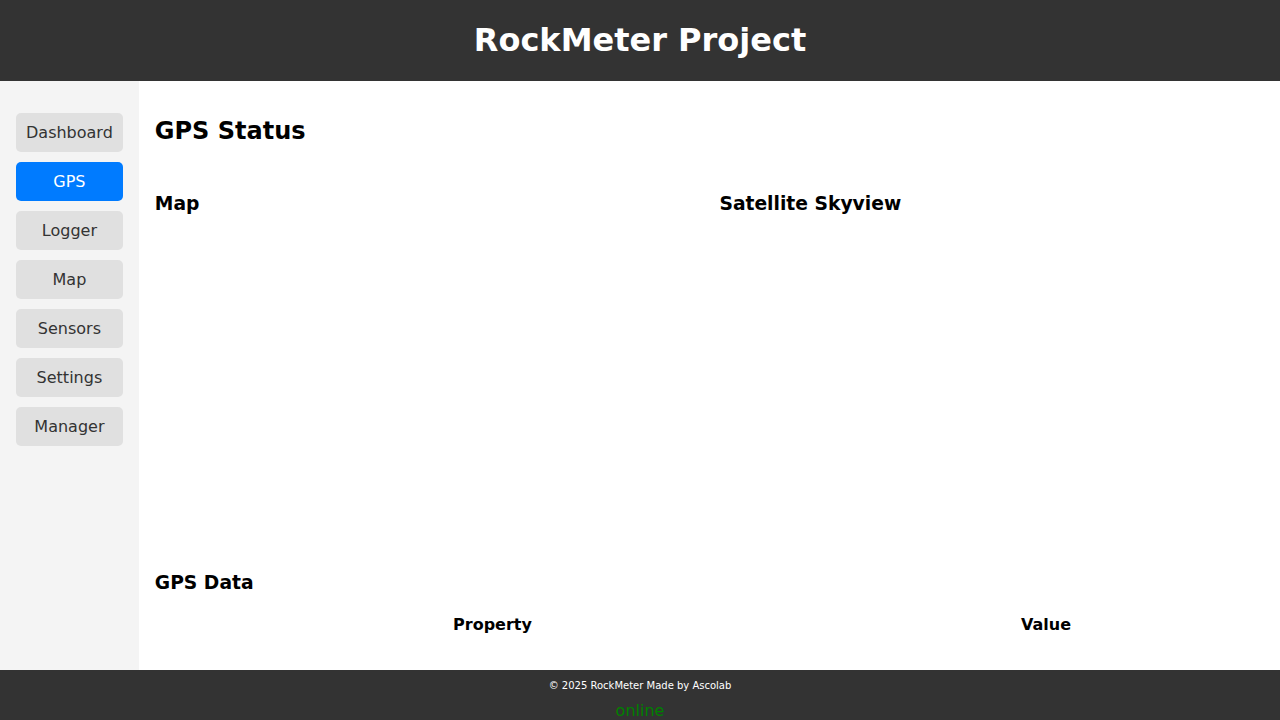 RockMeter Project
Dashboard
GPS
Logger
Map
Sensors
Settings
Manager
GPS Status
Map
Satellite Skyview
GPS Data
Property Value
© 2025 RockMeter Made by Ascolab
online